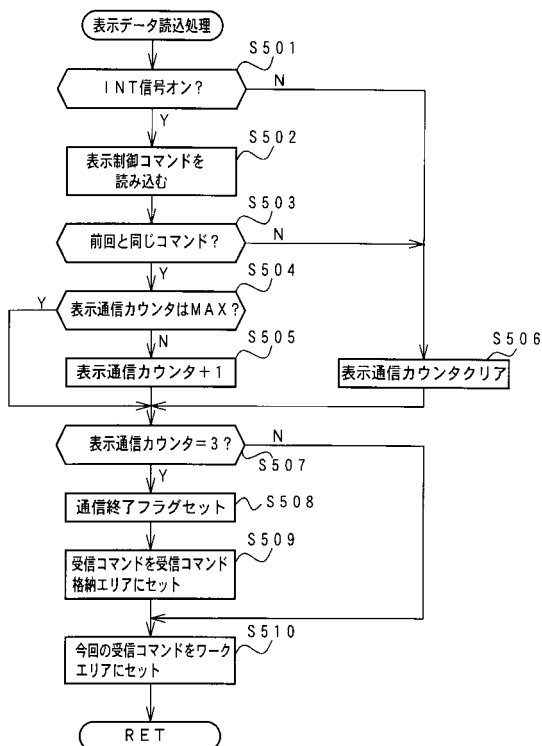 表示データ読込処理
S501
INT信号オン?
N
Y
S502
表示制御コマンドを
読み込む
S503
前回と同じコマンド?
N
Y
S504
Y
表示通信カウンタはMAX?
N
S505
表示通信カウンタ+1
S506
表示通信カウンタクリア
表示通信カウンタ=3?
N
S507
Y
通信終了フラグセット
S508
S509
受信コマンドを受信コマンド
格納エリアにセット
S510
今回の受信コマンドをワーク
エリアにセット
RET